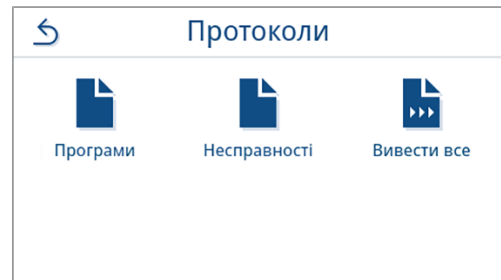 Протоколи
Програми
Несправності
Вивести все